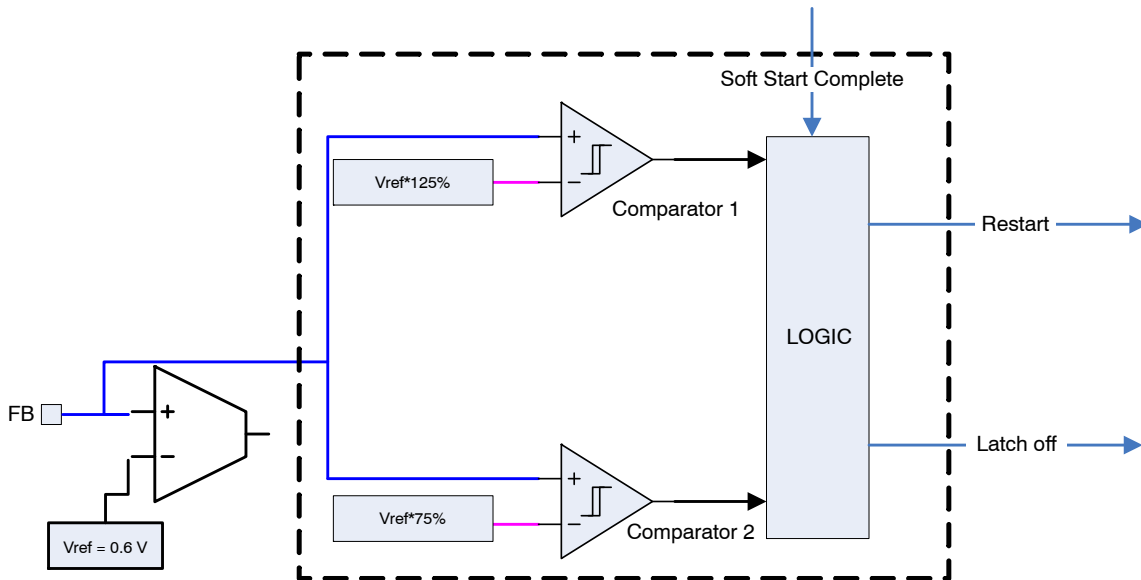 Soft Start Complete
+
Vref*125%
−
Comparator 1
Restart
LOGIC
FB
+
−
Vref = 0.6 V
+
Vref*75%
−
Comparator 2
Latch off